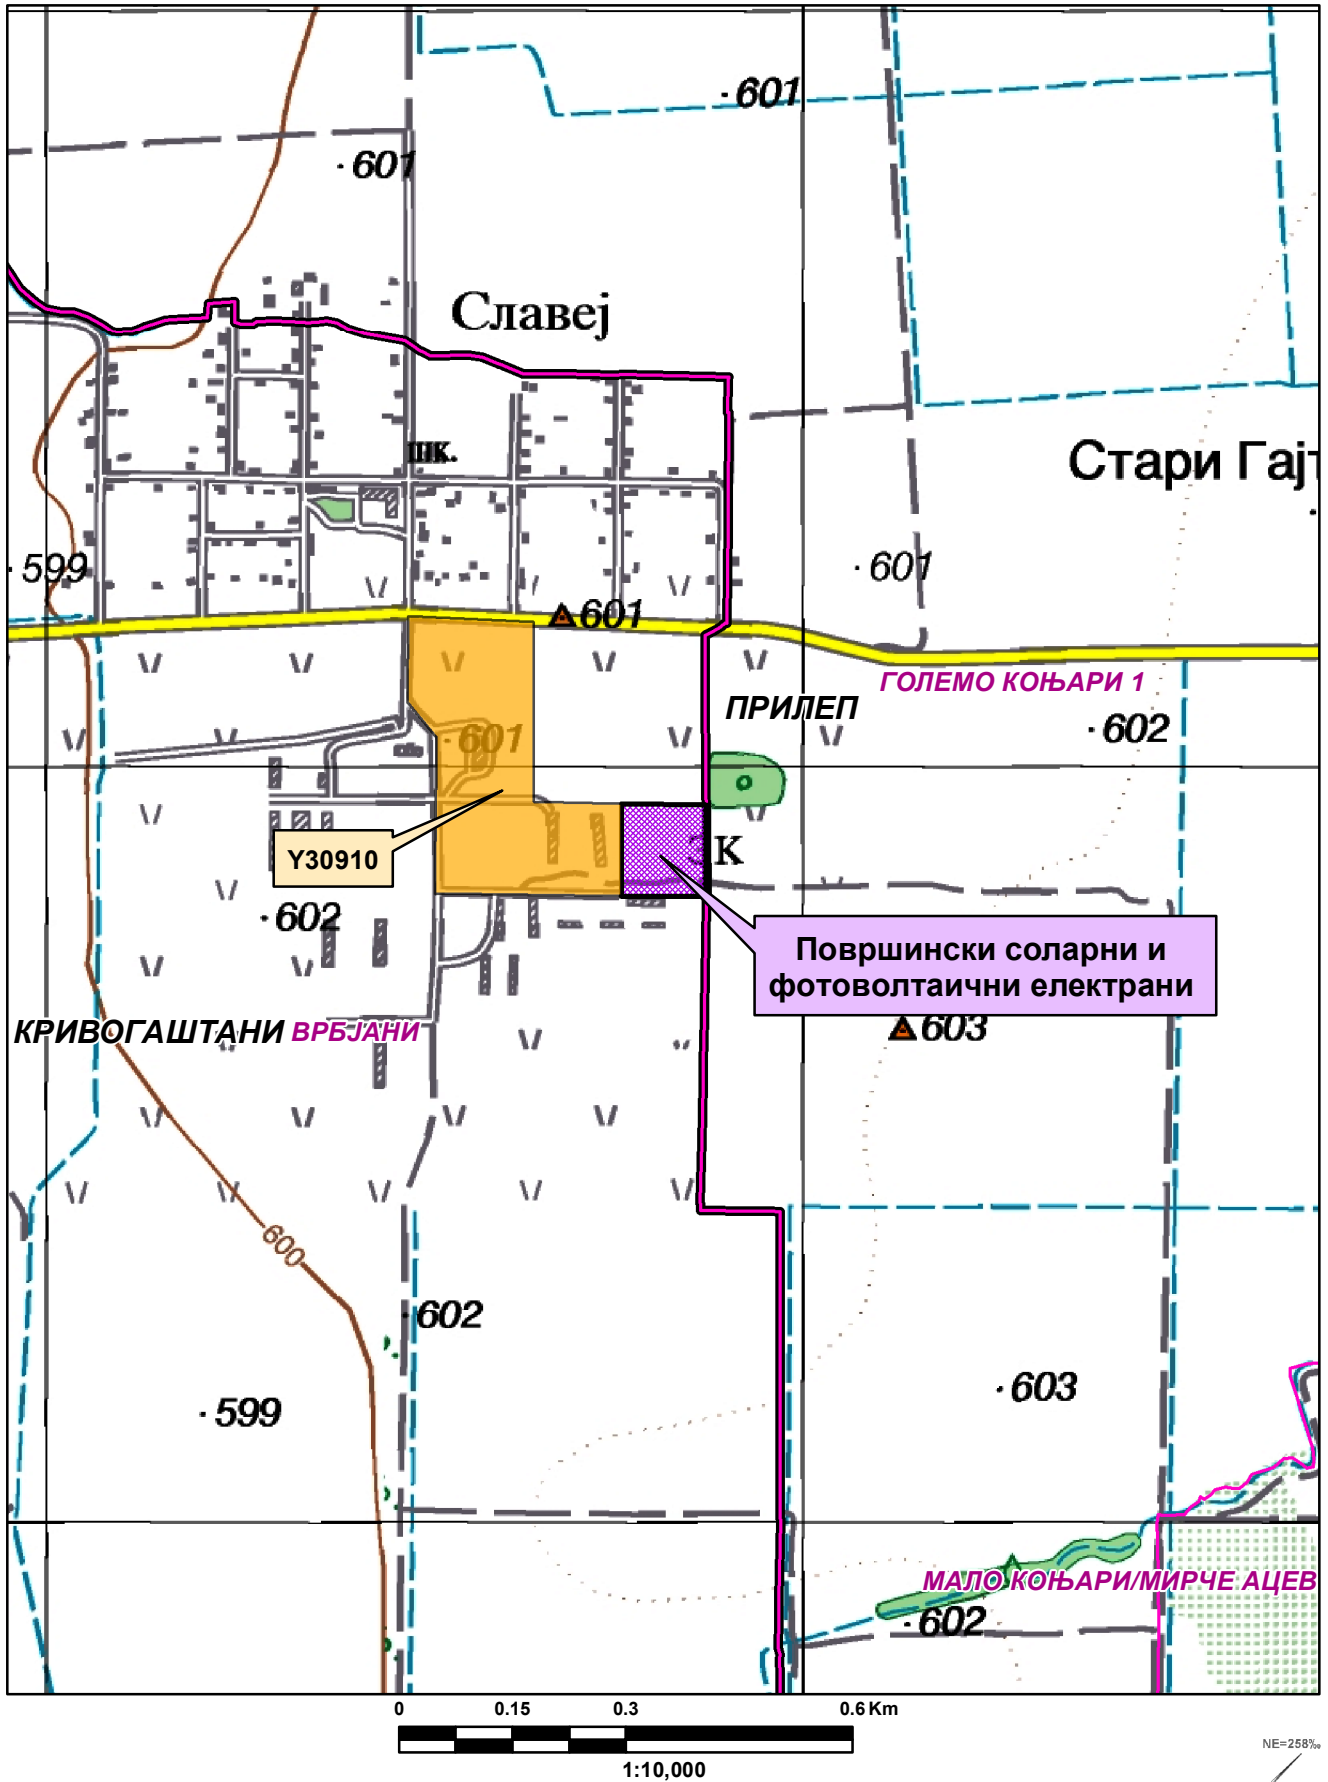 601
601
Славеј
шк.
Стари Гај
599
601
601
ГОЛЕМО КОЊАРИ 1
ПРИЛЕП
602
601
Y30910
К
602
Површински соларни и
фотоволтаични електрани
КРИВОГАШТАНИ ВРБЈАНИ
603
600
602
603
599
МАЛО КОЊАРИ/МИРЧЕ АЦЕВ
602
0 0.15 0.3 0.6 Km
1:10,000
NE=258‰